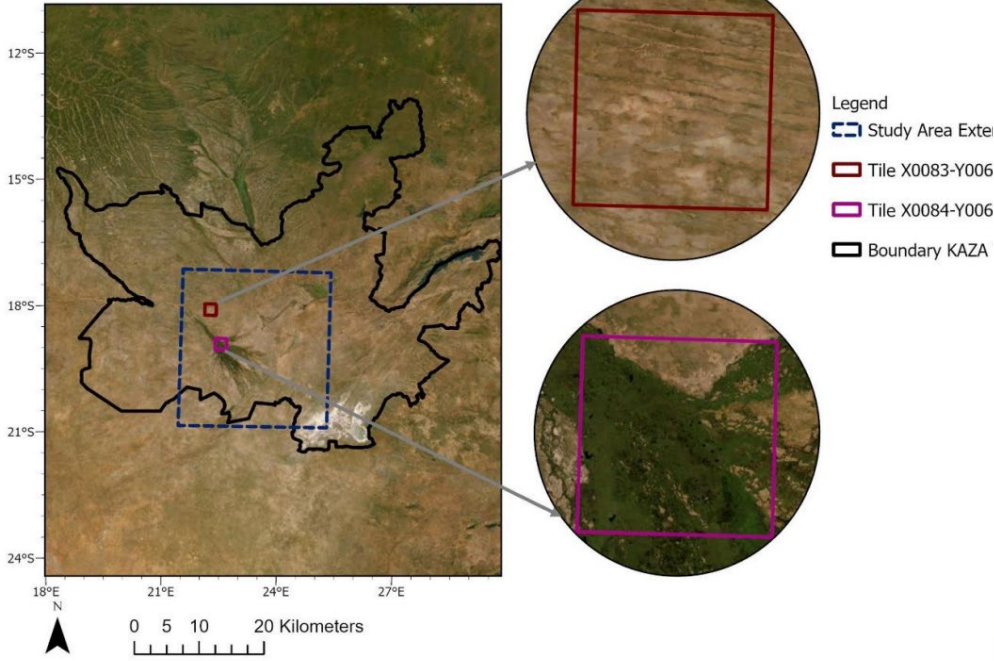 12°S
15°S
18°S
21°S
24°S
18°E 21°E 24°E 27°E
N
0 5 10 20 Kilometers
Legend
Study Area Exter
Tile X0083-Y006
Tile X0084-Y006
Boundary KAZA